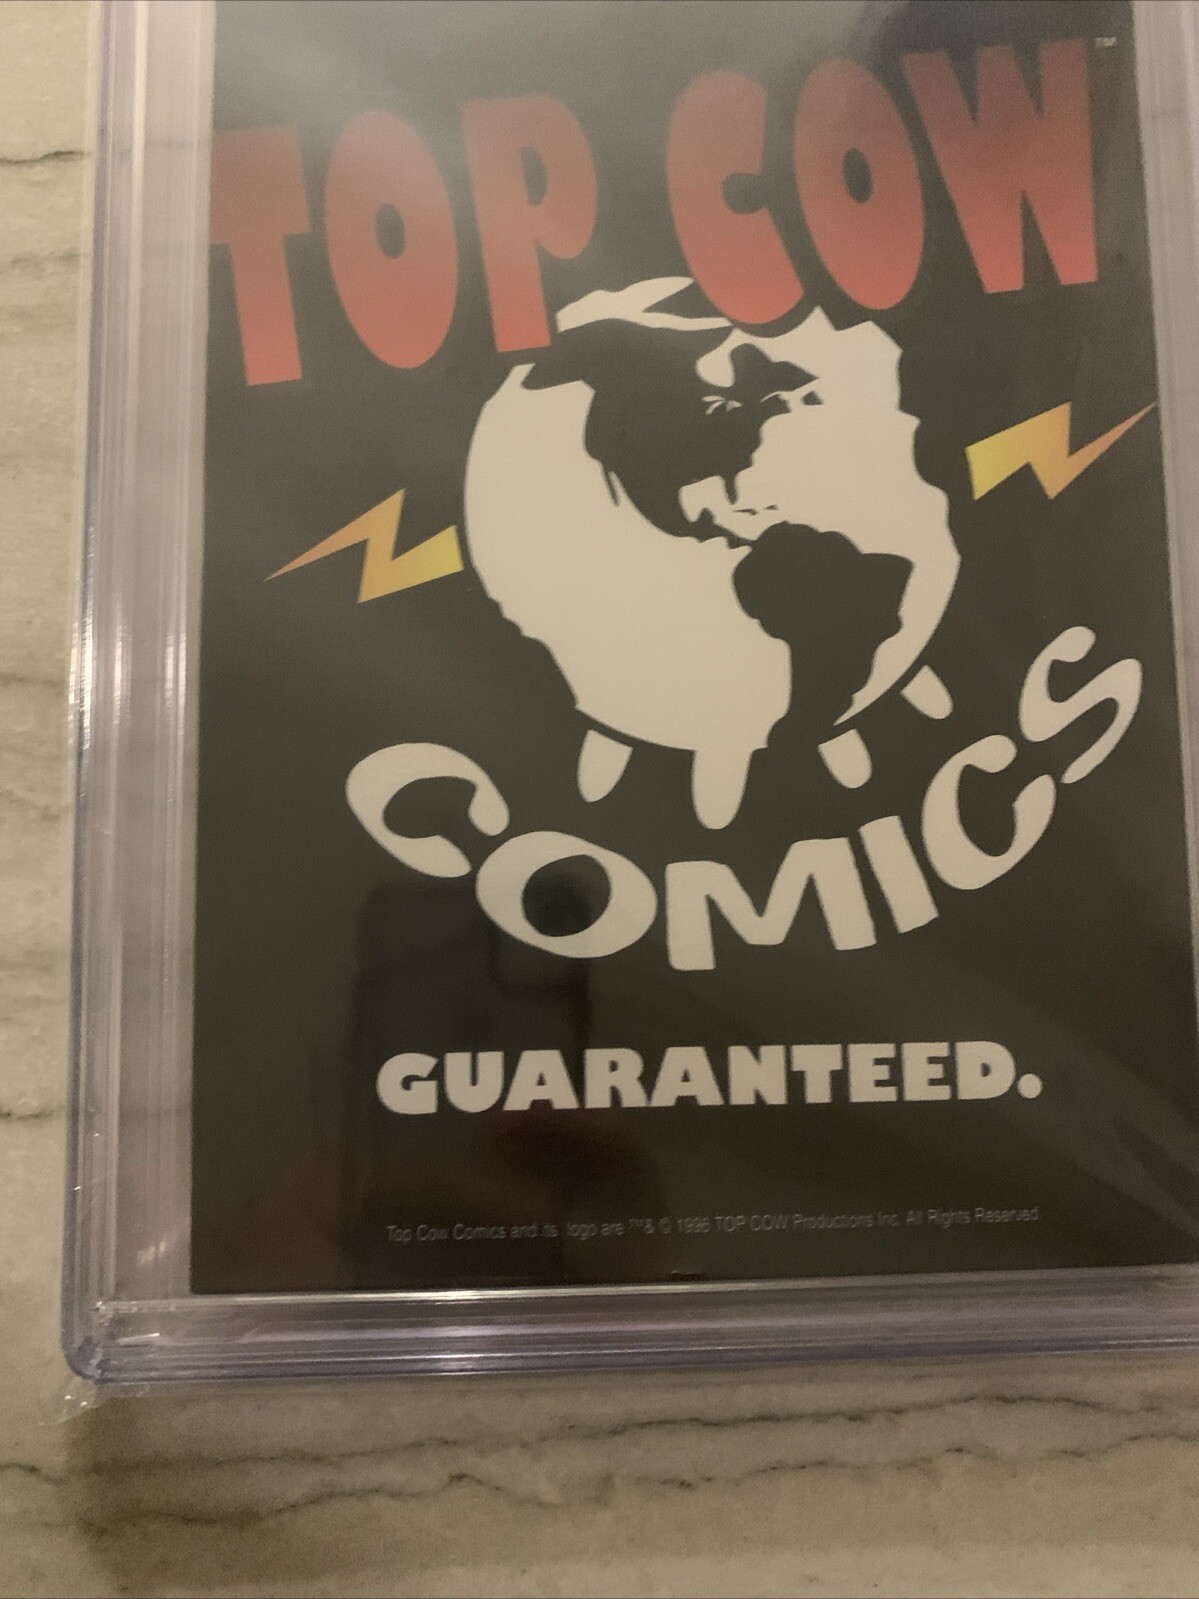 TOP COW™
COMICS
GUARANTEED.
Top Cow Comics and its logo are ™& © 1996 TOP COW Productions Inc. All Rights Reserved.